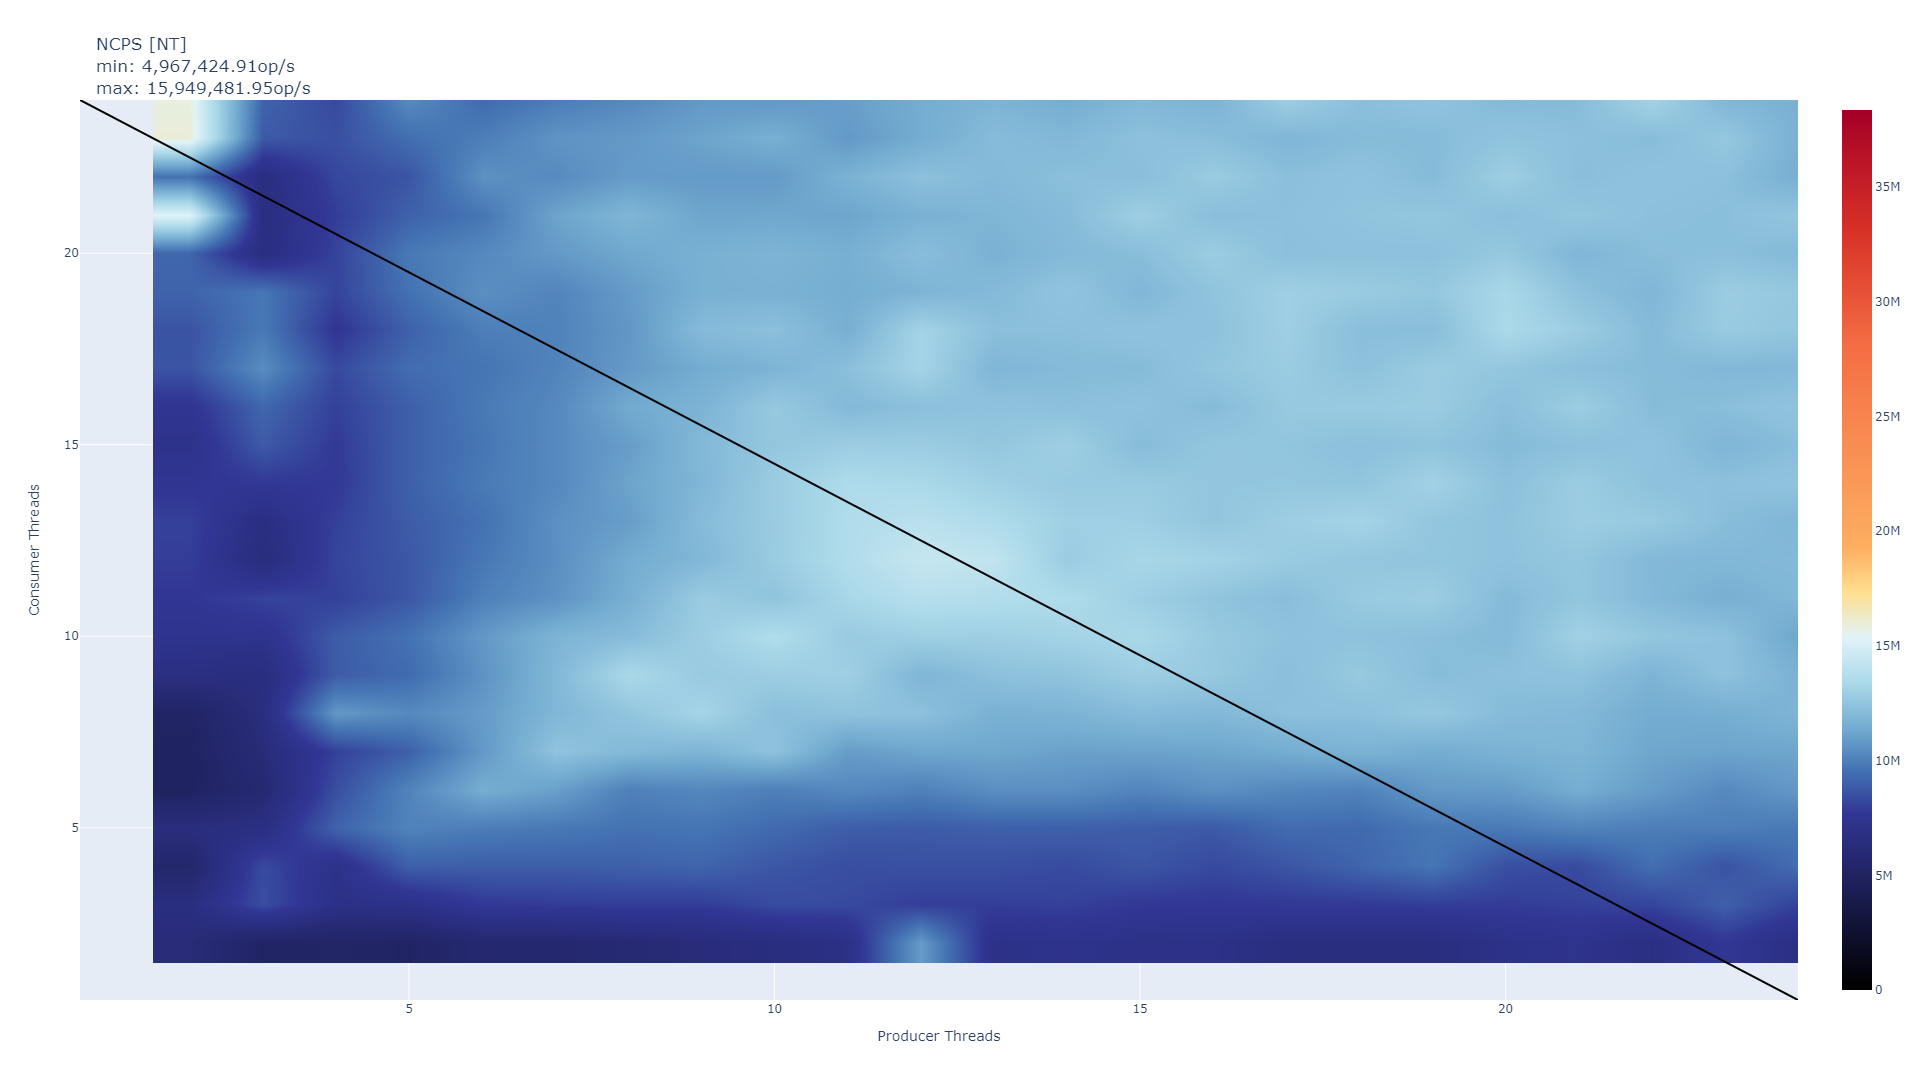 NCPS [NT]
min: 4,967,424.91op/s
max: 15,949,481.95op/s
20
15
10
5
Consumer Threads
5
10
15
20
Producer Threads
35M
30M
25M
20M
15M
10M
5M
0